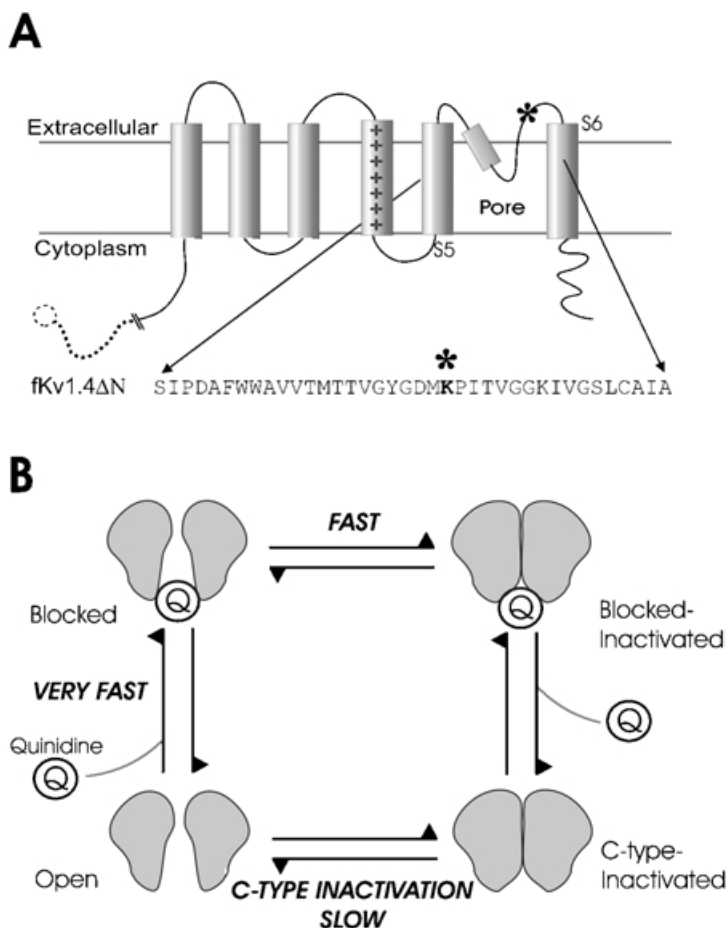 A
Extracellular
S6
+
+
+
+
+
+
+
Pore
Cytoplasm
S5
*
fKv1.4ΔN SIPDAFWWAVVTMTTVGYGDMKPITVGGKIVGSLCAIA
*
B
FAST
Q
Q
Blocked
Blocked-
Inactivated
VERY FAST
Quinidine
Q
Q
Open
C-TYPE INACTIVATION
SLOW
C-type-
Inactivated